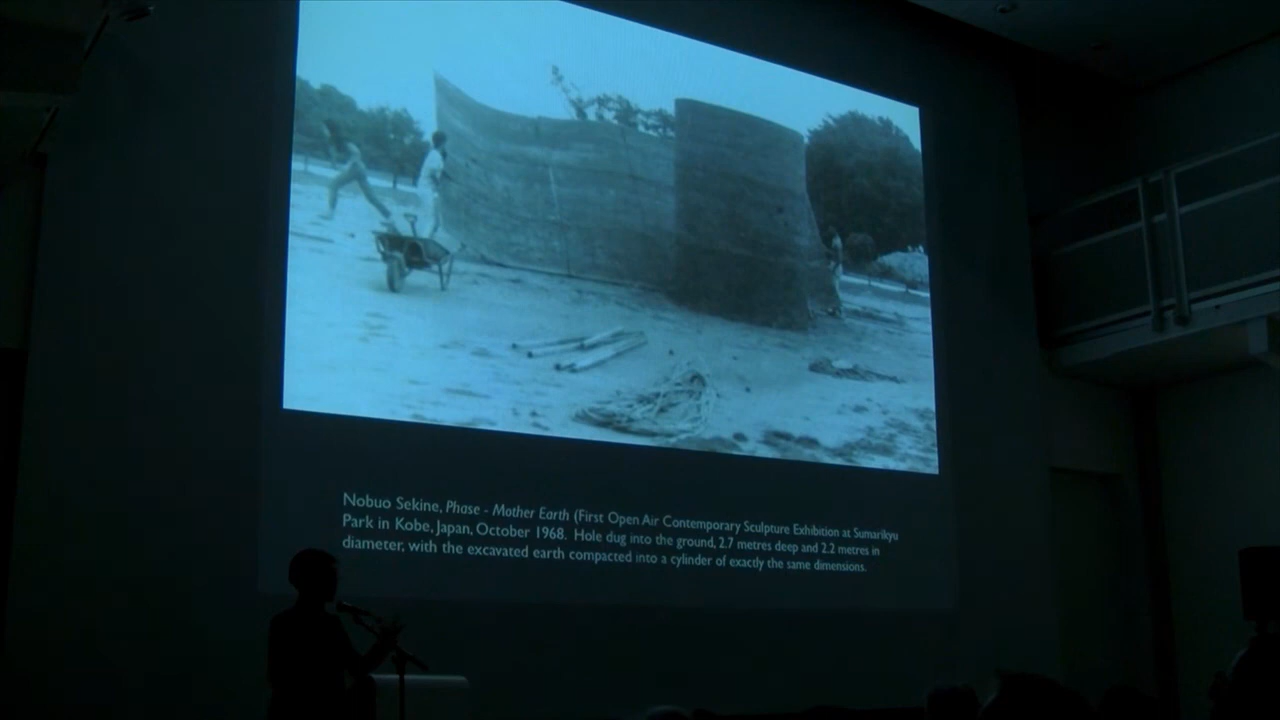 Nobuo Sekine, Phase - Mother Earth (First Open Air Contemporary Sculpture Exhibition at Sumarikyu
Park in Kobe, Japan, October 1968. Hole dug into the ground, 2.7 metres deep and 2.2 metres in
diameter, with the excavated earth compacted into a cylinder of exactly the same dimensions.